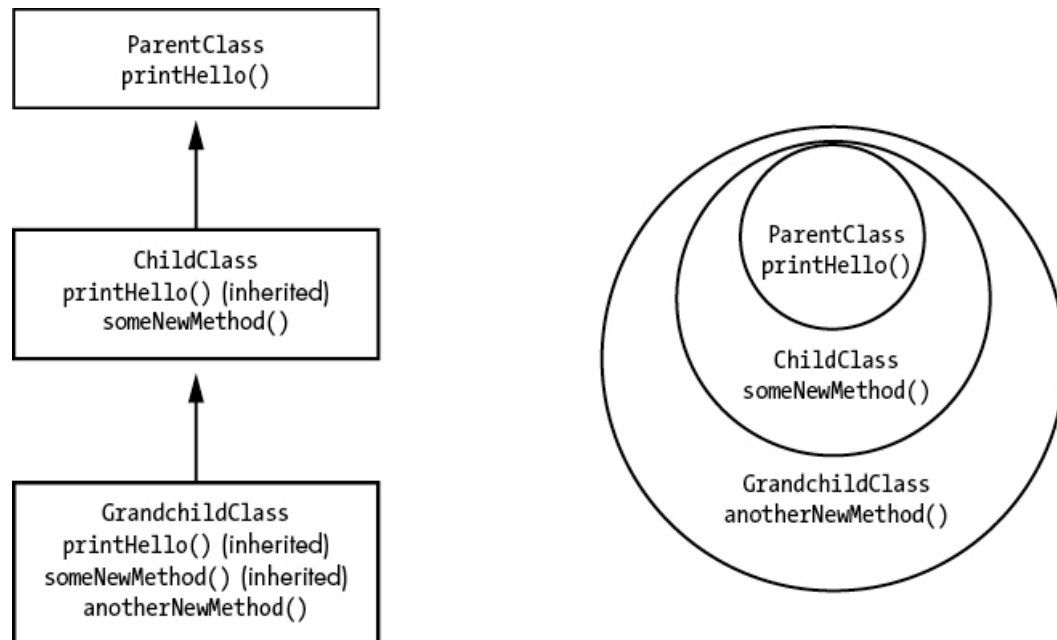 ParentClass
printHello()
ChildClass
printHello() (inherited)
someNewMethod()
GrandchildClass
printHello() (inherited)
someNewMethod() (inherited)
anotherNewMethod()
ParentClass
printHello()
ChildClass
someNewMethod()
GrandchildClass
anotherNewMethod()